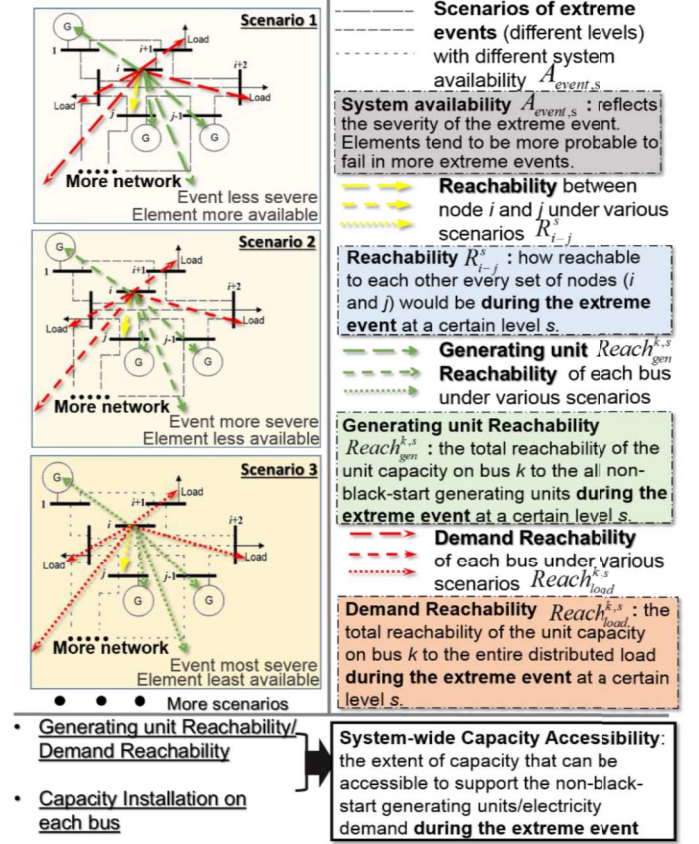 Scenario 1
G
i+1
Load
1
i
i+2
Load
j
j-1
G
G
More network
Event less severe
Element more available
Scenario 2
G
i+1
Load
1
i
i+2
Load
Load
j
j-1
G
G
More network
Event more severe
Element less available
Scenario 3
G
i+1
Load
1
i
i+2
Load
Load
j
j-1
G
G
More network
Event most severe
Element least available
More scenarios
Scenarios of extreme
events (different levels)
with different system
availability A_{event,s}
System availability A_{event,s} : reflects
the severity of the extreme event.
Elements tend to be more probable to
fail in more extreme events.
Reachability between
node i and j under various
scenarios R^{s}_{i-j}
Reachability R^{s}_{i-j} : how reachable
to each other every set of nodes (i
and j) would be during the extreme
event at a certain level s.
Generating unit Reach^{k,s}_{gen}
Reachability of each bus
under various scenarios
Generating unit Reachability
Reach^{k,s}_{gen} : the total reachability of the
unit capacity on bus k to the all non-
black-start generating units during the
extreme event at a certain level s.
Demand Reachability
of each bus under various
scenarios Reach^{k,s}_{load}
Demand Reachability Reach^{k,s}_{load} : the
total reachability of the unit capacity
on bus k to the entire distributed load
during the extreme event at a certain
level s.
• Generating unit Reachability/
Demand Reachability
• Capacity Installation on
each bus
System-wide Capacity Accessibility:
the extent of capacity that can be
accessible to support the non-black-
start generating units/electricity
demand during the extreme event